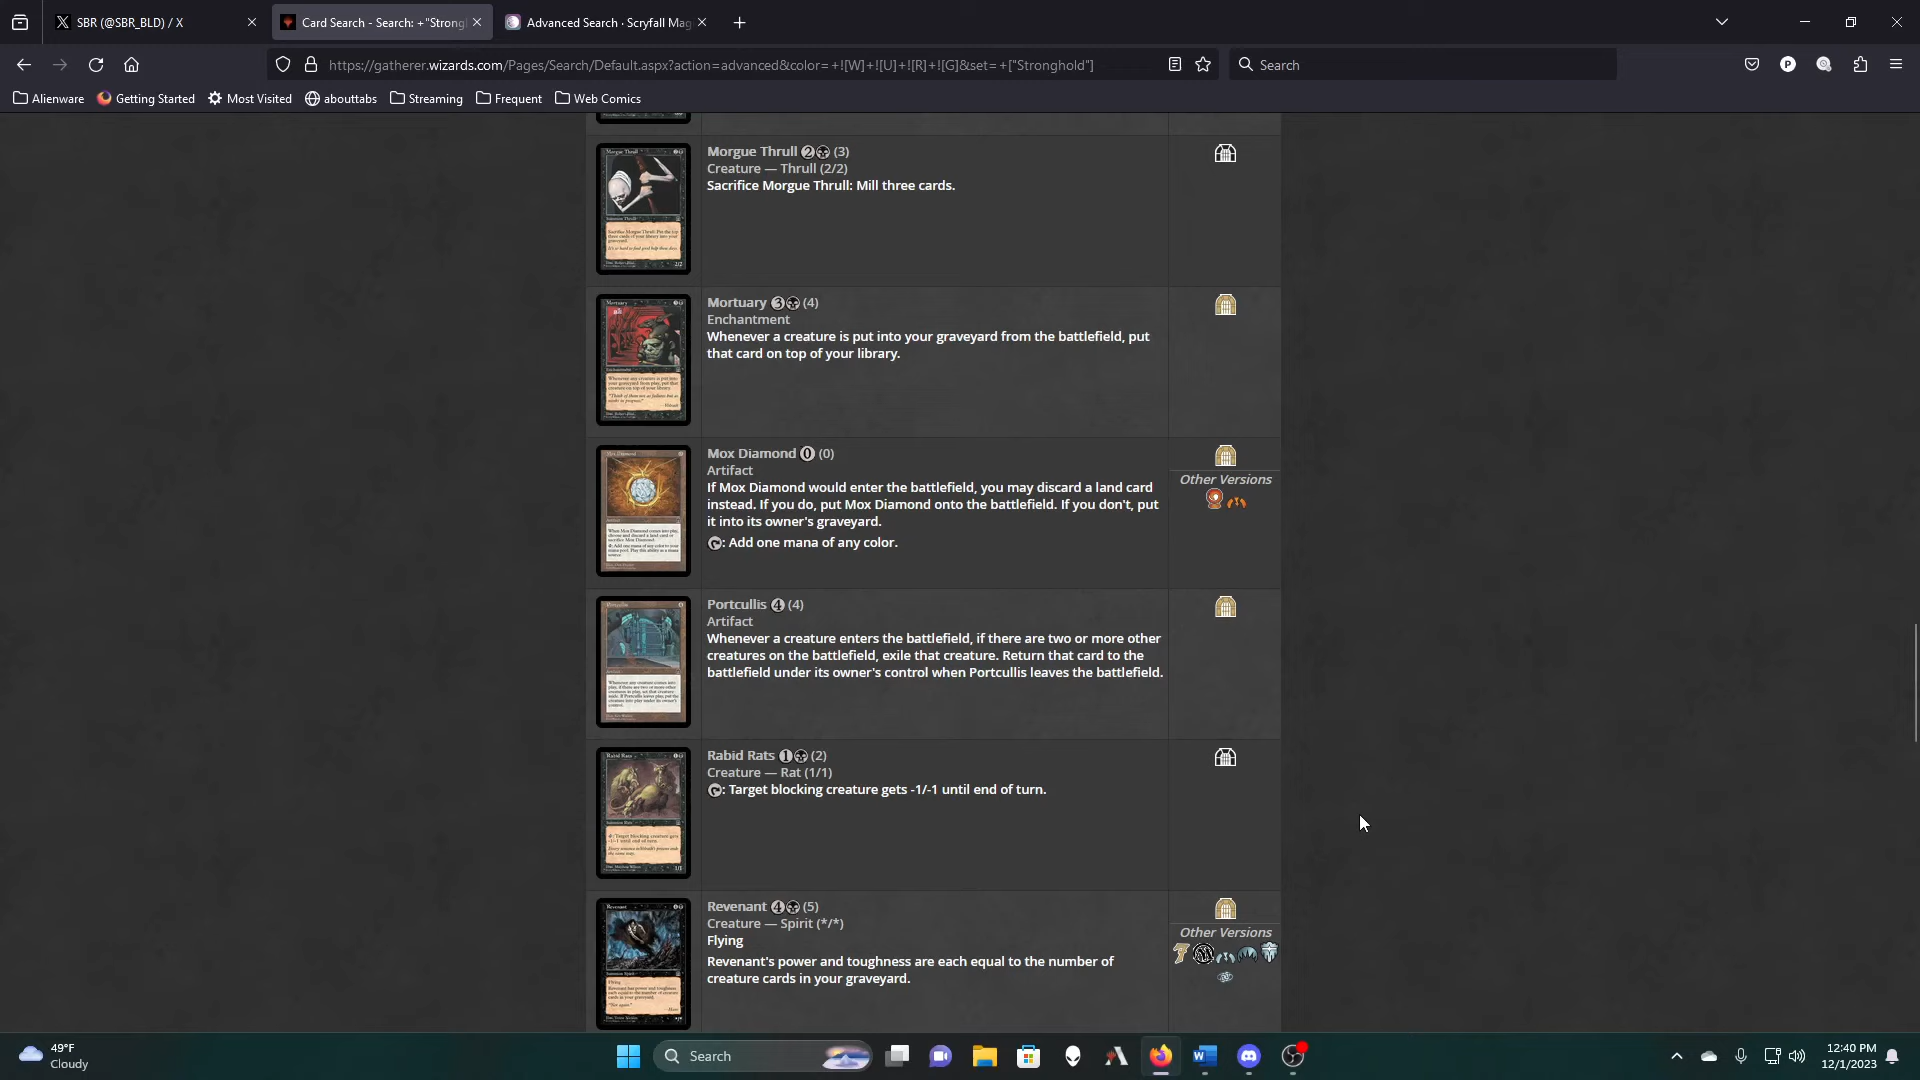 SBR (@SBR_BLD) / X
Card Search - Search: +"Strongl
Advanced Search · Scryfall Mag
https://gatherer.wizards.com/Pages/Search/Default.aspx?action=advanced&color=+![W]+![U]+![R]+![G]&set=+["Stronghold"]
Search
Alienware
Getting Started
Most Visited
abouttabs
Streaming
Frequent
Web Comics
Morgue Thrull 2 (3)
Creature — Thrull (2/2)
Sacrifice Morgue Thrull: Mill three cards.
Mortuary 3 (4)
Enchantment
Whenever a creature is put into your graveyard from the battlefield, put
that card on top of your library.
Mox Diamond 0 (0)
Artifact
If Mox Diamond would enter the battlefield, you may discard a land card
instead. If you do, put Mox Diamond onto the battlefield. If you don't, put
it into its owner's graveyard.
: Add one mana of any color.
Other Versions
Portcullis 4 (4)
Artifact
Whenever a creature enters the battlefield, if there are two or more other
creatures on the battlefield, exile that creature. Return that card to the
battlefield under its owner's control when Portcullis leaves the battlefield.
Rabid Rats 1 (2)
Creature — Rat (1/1)
: Target blocking creature gets -1/-1 until end of turn.
Revenant 4 (5)
Creature — Spirit (*/*)
Flying
Revenant's power and toughness are each equal to the number of
creature cards in your graveyard.
Other Versions
49°F
Cloudy
Search
12:40 PM
12/1/2023